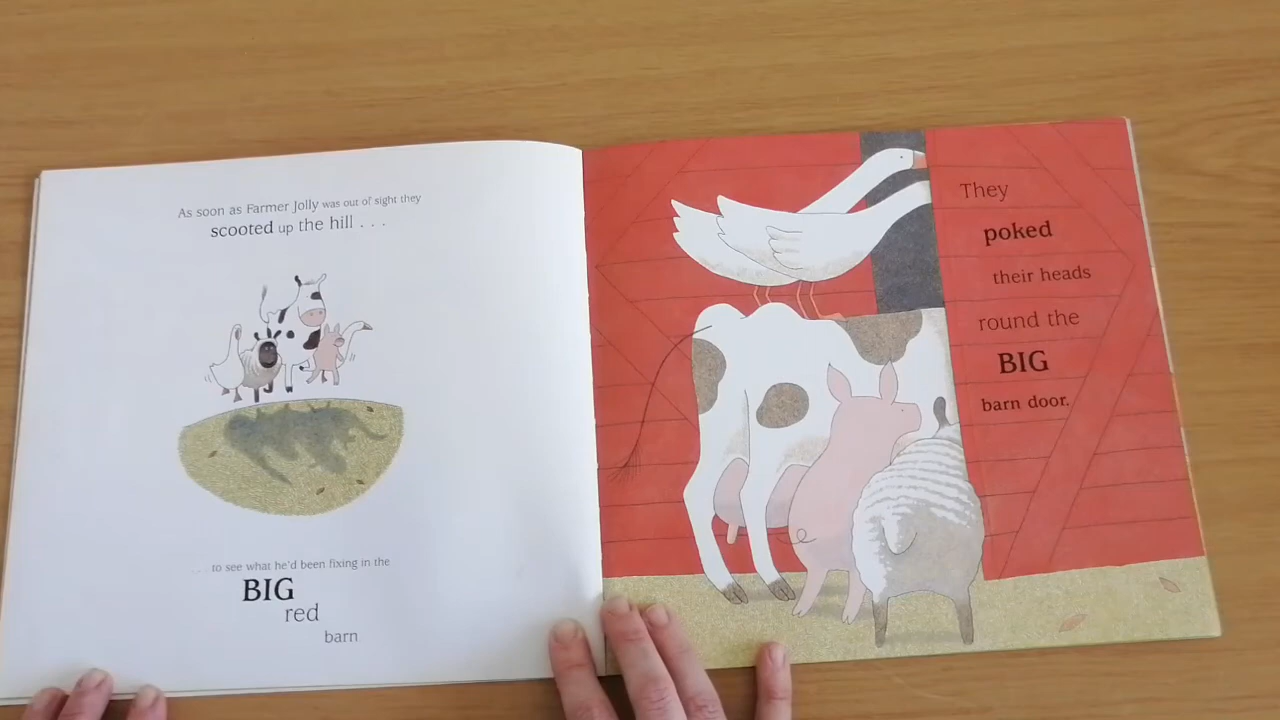 As soon as Farmer Jolly was out of sight they
scooted up the hill . . .
. . . to see what he'd been fixing in the
BIG
red
barn
They
poked
their heads
round the
BIG
barn door.